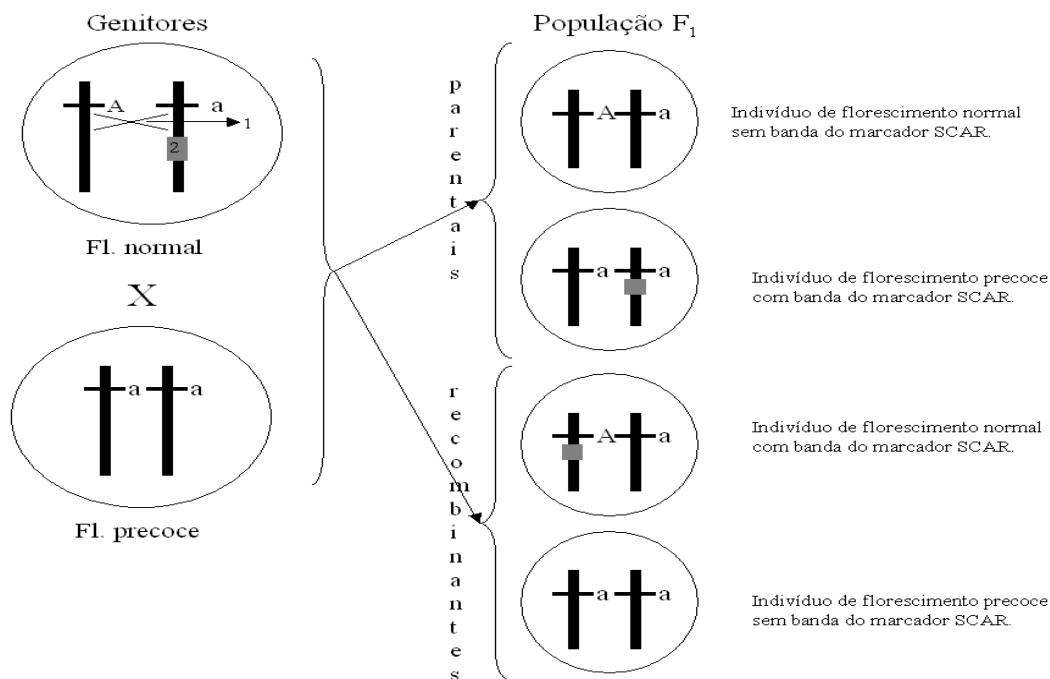 Genitores
A
a
1
2
Fl. normal
X
a
a
Fl. precoce
parentais
recombinantes
População F1
A
a
Indivíduo de florescimento normal
sem banda do marcador SCAR.
a
a
Indivíduo de florescimento precoce
com banda do marcador SCAR.
A
a
Indivíduo de florescimento normal
com banda do marcador SCAR.
a
a
Indivíduo de florescimento precoce
sem banda do marcador SCAR.